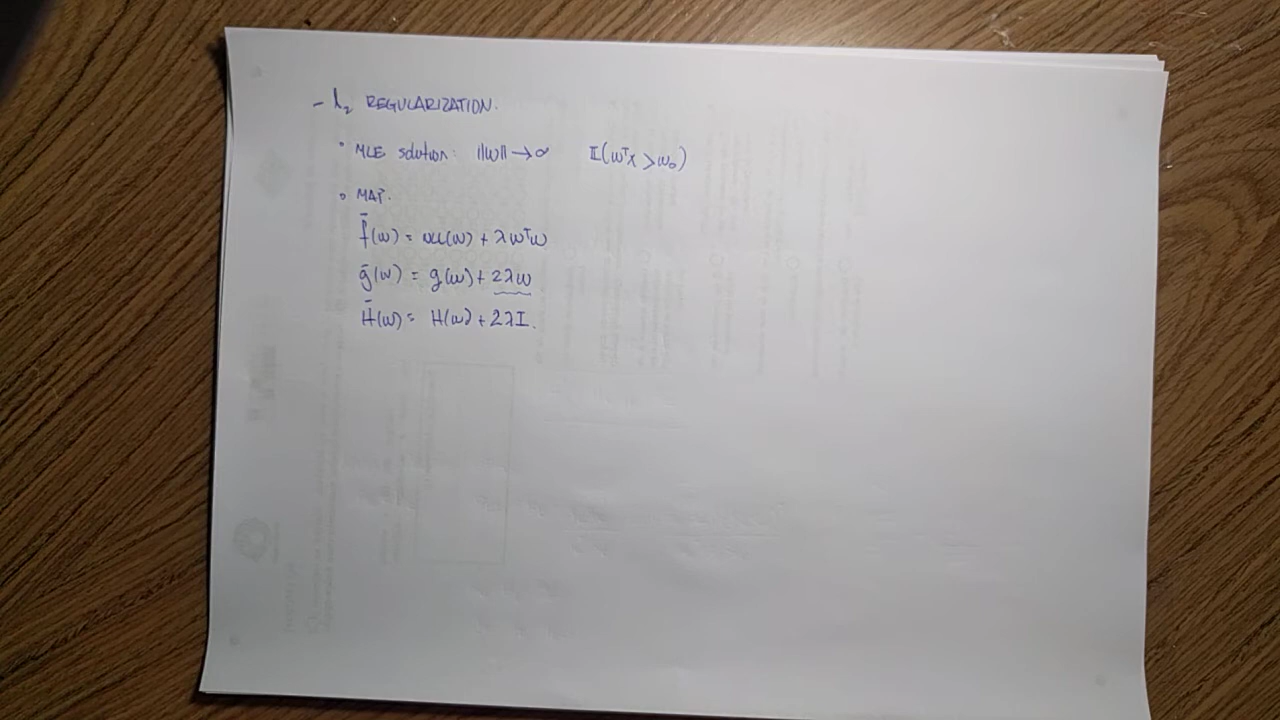 - l₂ REGULARIZATION.
• MLE solution: ||w|| → ∞ 𝕀(wᵀx > w₀)
∘ MAP.
f̄(w) = NLL(w) + λwᵀw
ḡ(w) = g(w) + 2λw
H̄(w) = H(w) + 2λI.